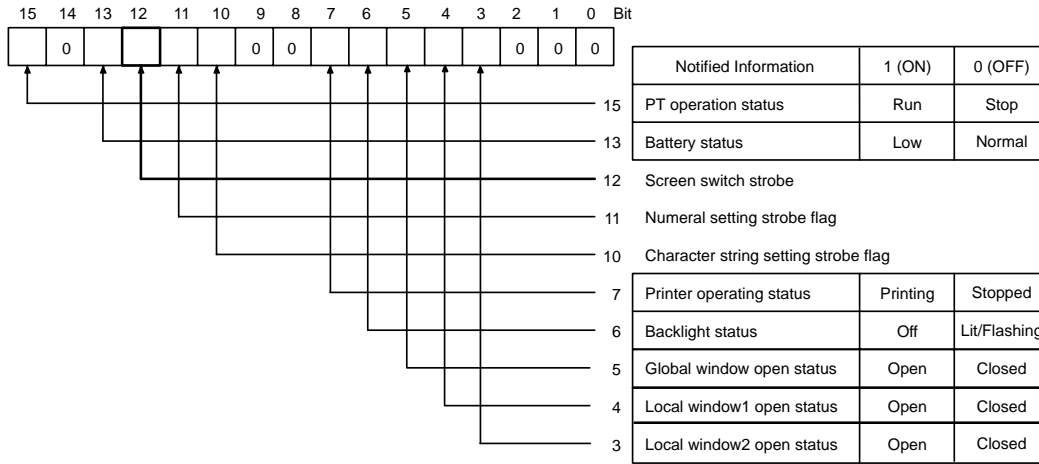 15 14 13 12 11 10 9 8 7 6 5 4 3 2 1 0 Bit
0 0 0 0 0 0
Notified Information 1 (ON) 0 (OFF)
15 PT operation status Run Stop
13 Battery status Low Normal
12 Screen switch strobe
11 Numeral setting strobe flag
10 Character string setting strobe flag
7 Printer operating status Printing Stopped
6 Backlight status Off Lit/Flashing
5 Global window open status Open Closed
4 Local window1 open status Open Closed
3 Local window2 open status Open Closed